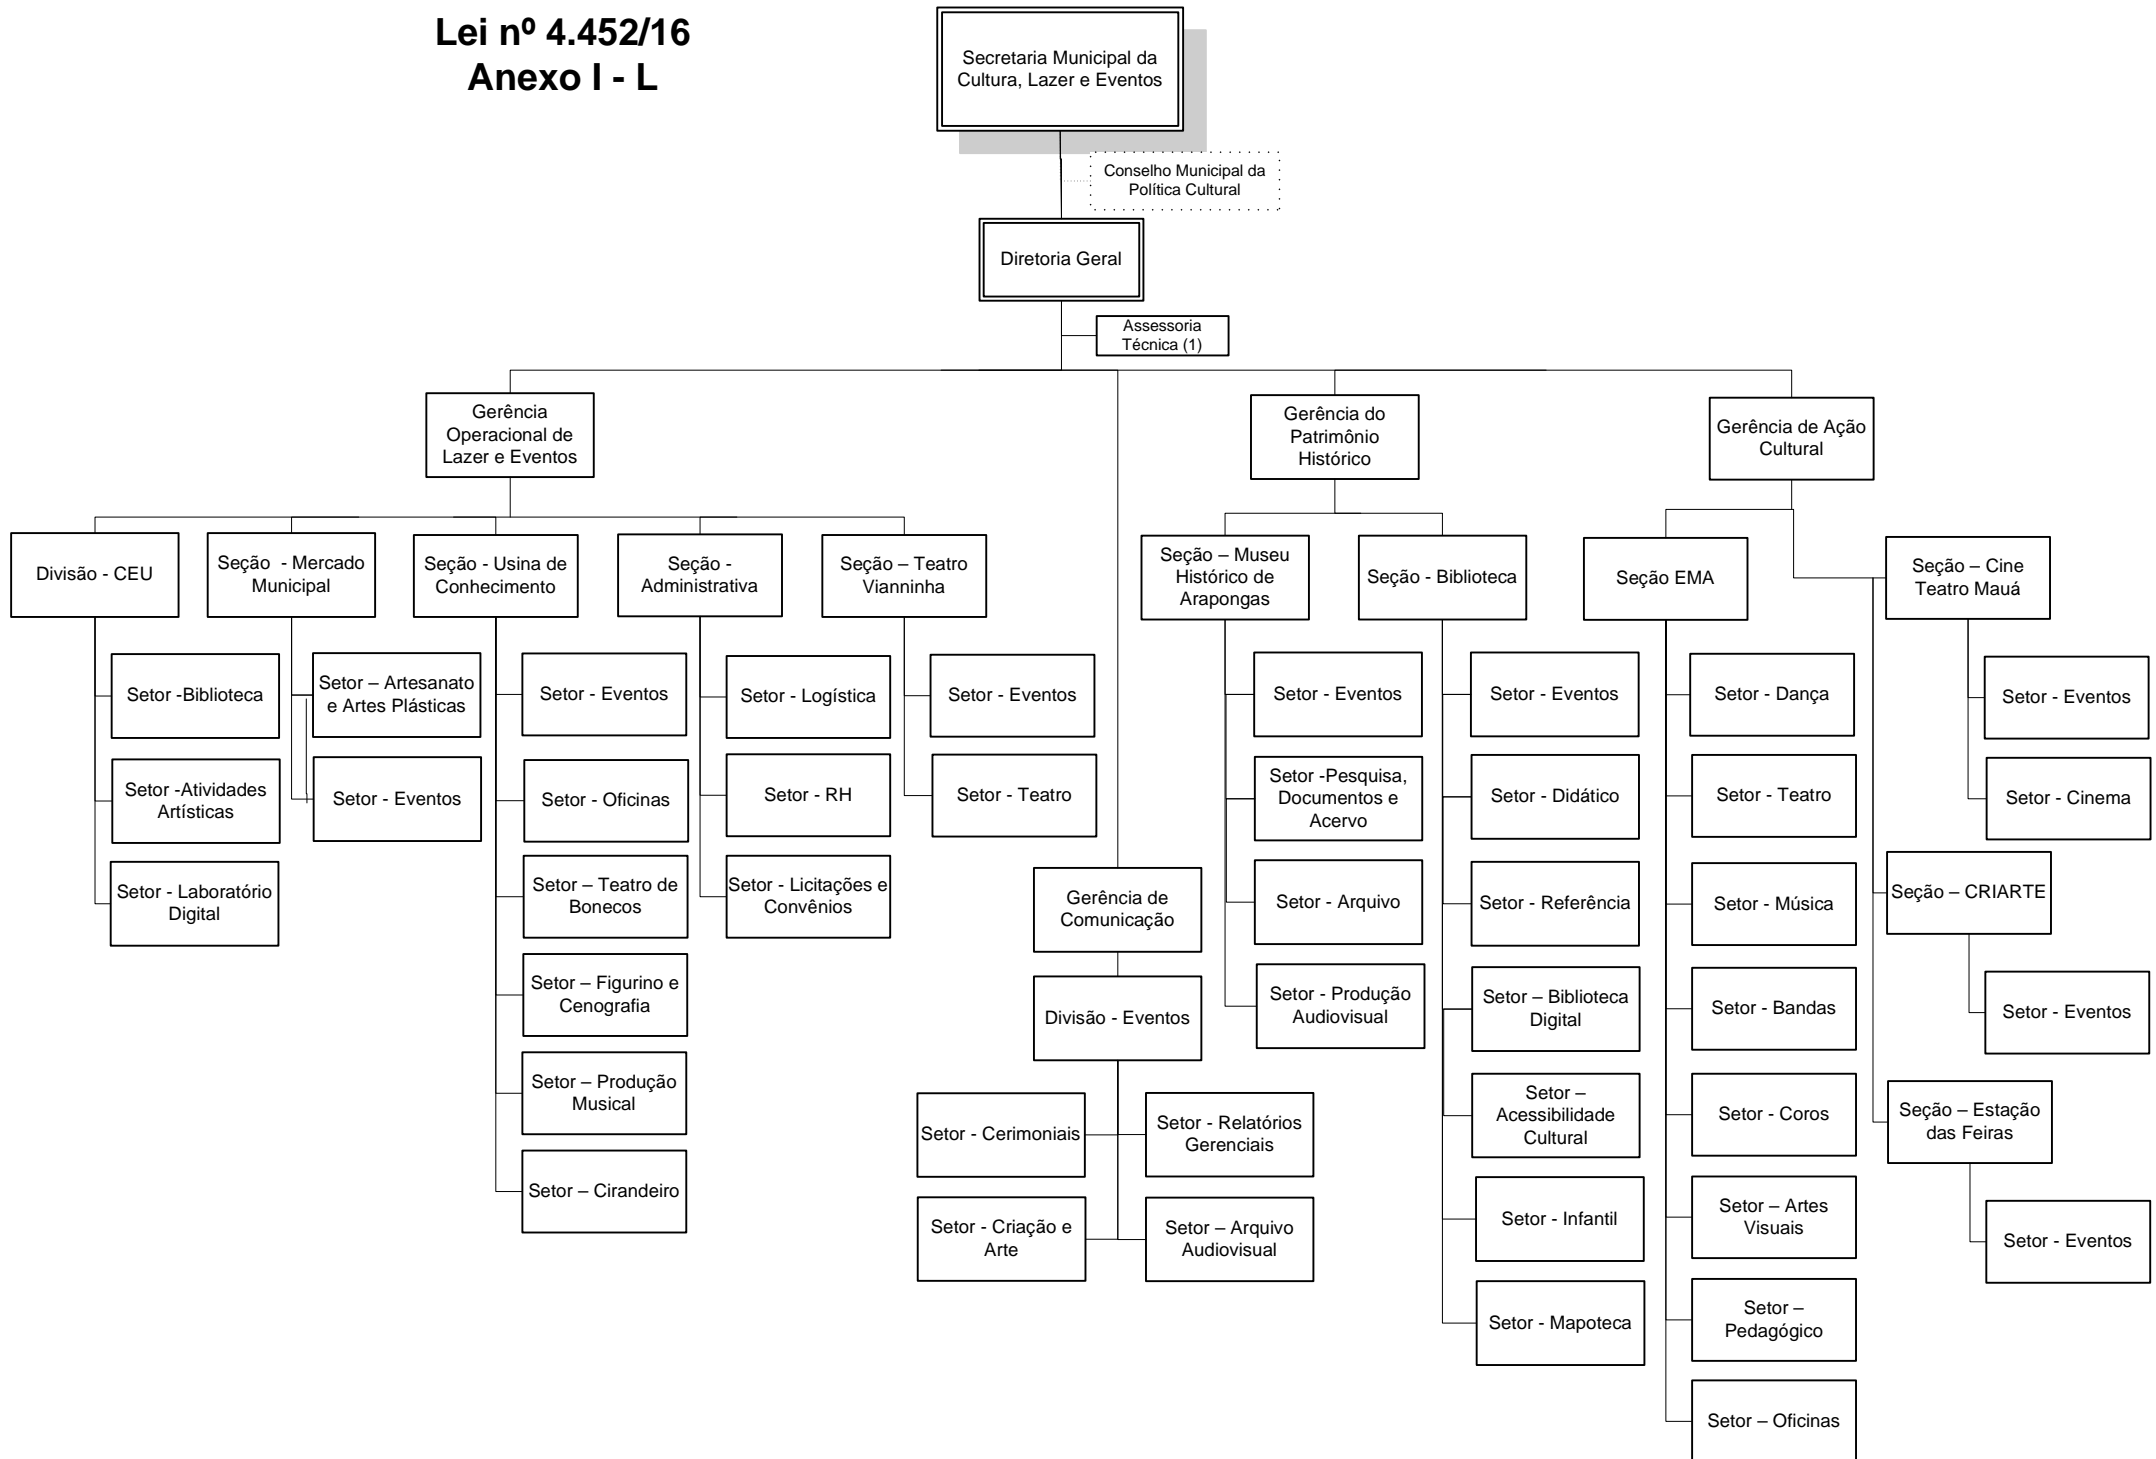 Lei nº 4.452/16
Anexo I - L
Secretaria Municipal da
Cultura, Lazer e Eventos
Conselho Municipal da
Política Cultural
Diretoria Geral
Assessoria
Técnica (1)
Gerência
Operacional de
Lazer e Eventos
Gerência do
Patrimônio
Histórico
Gerência de Ação
Cultural
Divisão - CEU
Seção - Mercado
Municipal
Seção - Usina de
Conhecimento
Seção -
Administrativa
Seção – Teatro
Vianninha
Seção – Museu
Histórico de
Arapongas
Seção - Biblioteca
Seção EMA
Seção – Cine
Teatro Mauá
Setor -Biblioteca
Setor -Atividades
Artísticas
Setor - Laboratório
Digital
Setor – Artesanato
e Artes Plásticas
Setor - Eventos
Setor - Eventos
Setor - Oficinas
Setor – Teatro de
Bonecos
Setor – Figurino e
Cenografia
Setor – Produção
Musical
Setor – Cirandeiro
Setor - Logística
Setor - RH
Setor - Licitações e
Convênios
Setor - Eventos
Setor - Teatro
Gerência de
Comunicação
Divisão - Eventos
Setor - Cerimoniais
Setor - Relatórios
Gerenciais
Setor - Criação e
Arte
Setor – Arquivo
Audiovisual
Setor - Eventos
Setor -Pesquisa,
Documentos e
Acervo
Setor - Arquivo
Setor - Produção
Audiovisual
Setor - Eventos
Setor - Didático
Setor - Referência
Setor – Biblioteca
Digital
Setor –
Acessibilidade
Cultural
Setor - Infantil
Setor - Mapoteca
Setor - Dança
Setor - Teatro
Setor - Música
Setor - Bandas
Setor - Coros
Setor – Artes
Visuais
Setor –
Pedagógico
Setor – Oficinas
Setor - Eventos
Setor - Cinema
Seção – CRIARTE
Setor - Eventos
Seção – Estação
das Feiras
Setor - Eventos